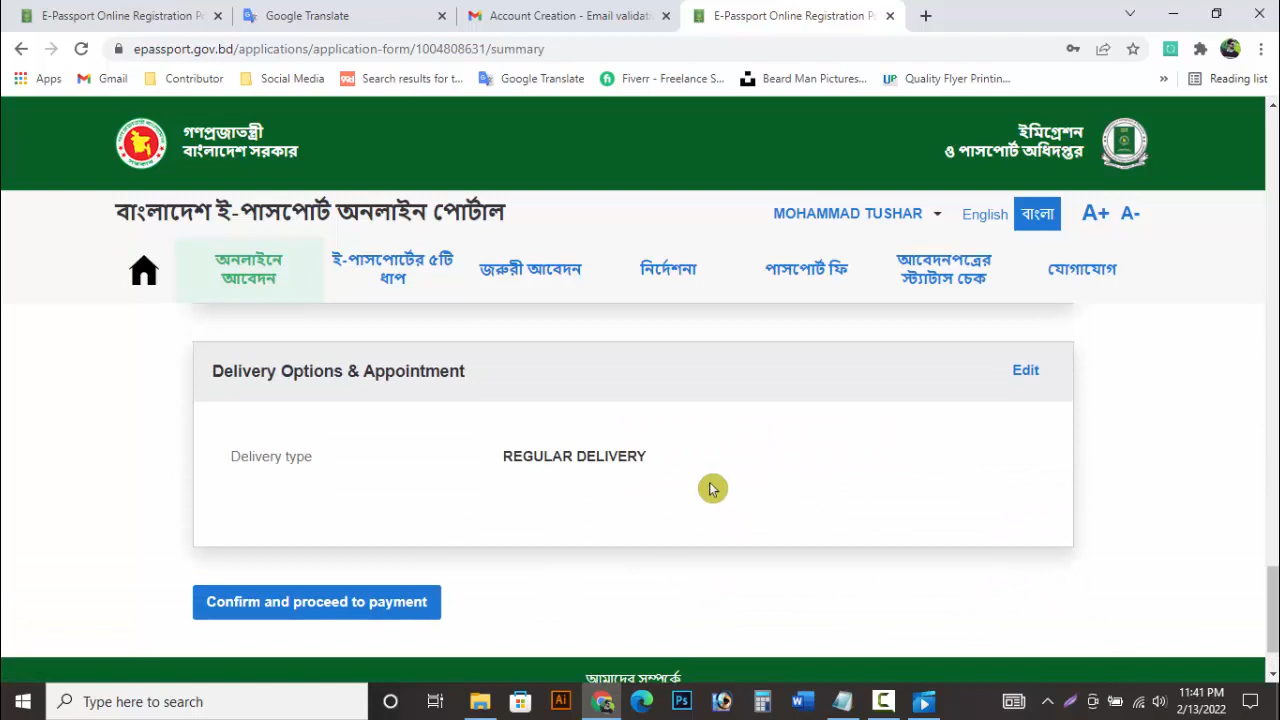 E-Passport Online Registration P
Google Translate
Account Creation - Email validat
E-Passport Online Registration P
epassport.gov.bd/applications/application-form/1004808631/summary
Apps
Gmail
Contributor
Social Media
Search results for t...
Google Translate
Fiverr - Freelance S...
Beard Man Pictures...
Quality Flyer Printin...
»
Reading list
গণপ্রজাতন্ত্রী
বাংলাদেশ সরকার
ইমিগ্রেশন
ও পাসপোর্ট অধিদপ্তর
বাংলাদেশ ই-পাসপোর্ট অনলাইন পোর্টাল
MOHAMMAD TUSHAR
English
বাংলা
A+
A-
অনলাইনে
আবেদন
ই-পাসপোর্টের ৫টি
ধাপ
জরুরী আবেদন
নির্দেশনা
পাসপোর্ট ফি
আবেদনপত্রের
স্ট্যাটাস চেক
যোগাযোগ
Delivery Options & Appointment
Edit
Delivery type
REGULAR DELIVERY
Confirm and proceed to payment
আমাদের সম্পর্কে
Type here to search
11:41 PM
2/13/2022